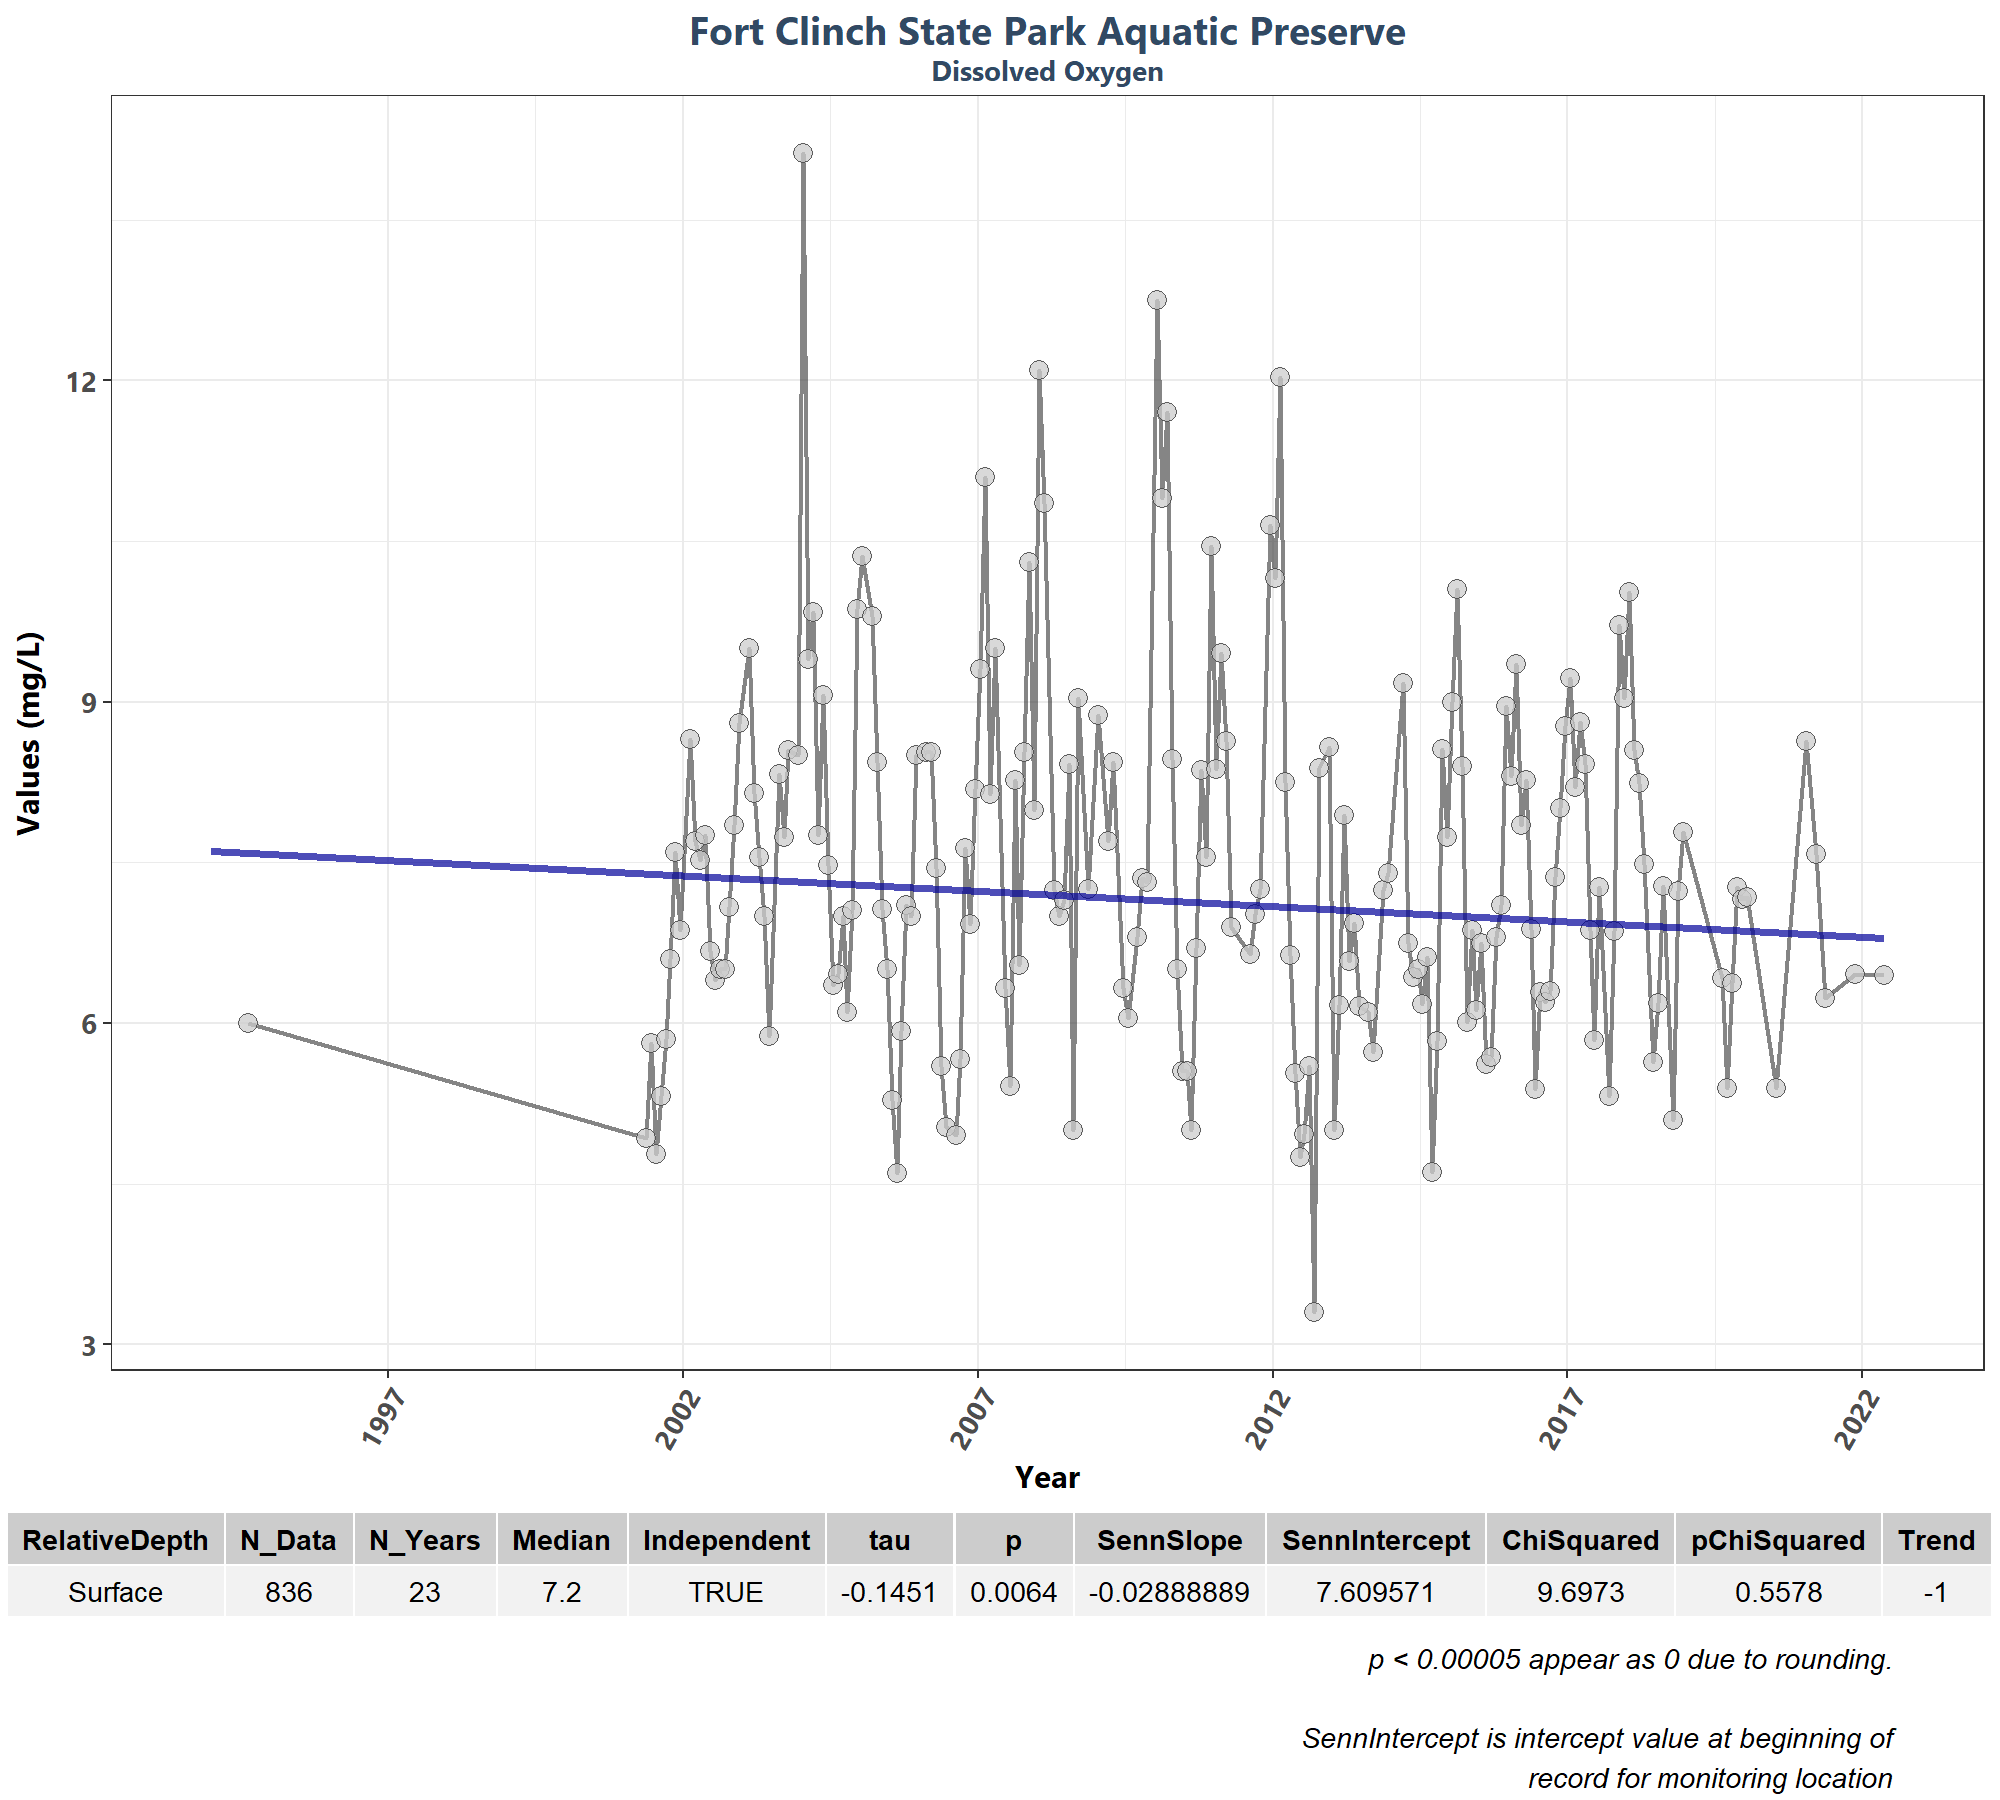 Fort Clinch State Park Aquatic Preserve
Dissolved Oxygen
Values (mg/L)
12
9
6
3
1997
2002
2007
2012
2017
2022
Year
RelativeDepth N_Data N_Years Median Independent tau p SennSlope SennIntercept ChiSquared pChiSquared Trend
Surface 836 23 7.2 TRUE -0.1451 0.0064 -0.02888889 7.609571 9.6973 0.5578 -1
p < 0.00005 appear as 0 due to rounding.
SennIntercept is intercept value at beginning of
record for monitoring location